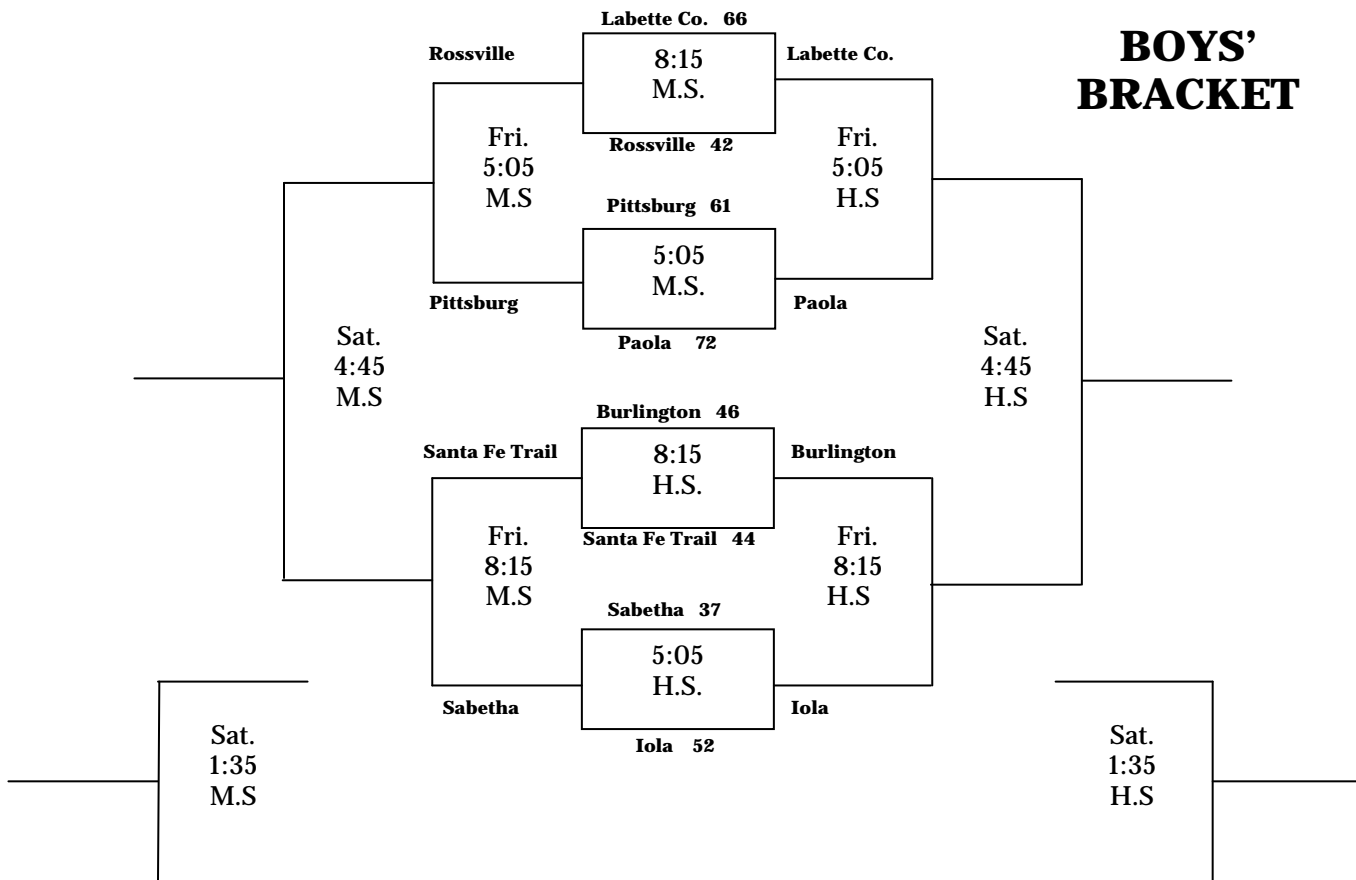 BOYS'
BRACKET
Labette Co. 66
Rossville
8:15
M.S.
Labette Co.
Rossville 42
Fri.
5:05
M.S
Fri.
5:05
H.S
Pittsburg 61
5:05
M.S.
Pittsburg
Paola
Paola 72
Sat.
4:45
M.S
Sat.
4:45
H.S
Burlington 46
Santa Fe Trail
8:15
H.S.
Burlington
Santa Fe Trail 44
Fri.
8:15
M.S
Fri.
8:15
H.S
Sabetha 37
5:05
H.S.
Sabetha
Iola
Iola 52
Sat.
1:35
M.S
Sat.
1:35
H.S